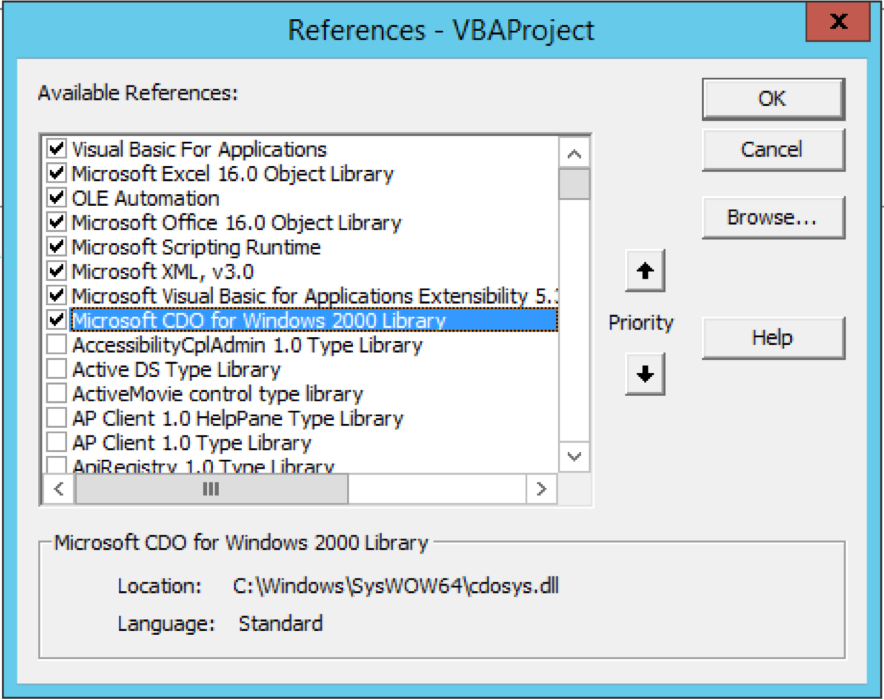 References - VBAProject
x
Available References:
OK
Cancel
Browse...
Help
Visual Basic For Applications
Microsoft Excel 16.0 Object Library
OLE Automation
Microsoft Office 16.0 Object Library
Microsoft Scripting Runtime
Microsoft XML, v3.0
Microsoft Visual Basic for Applications Extensibility 5.
Microsoft CDO for Windows 2000 Library
AccessibilityCplAdmin 1.0 Type Library
Active DS Type Library
ActiveMovie control type library
AP Client 1.0 HelpPane Type Library
AP Client 1.0 Type Library
ApiRegistry 1.0 Type Library
Priority
Microsoft CDO for Windows 2000 Library
Location: C:\Windows\SysWOW64\cdosys.dll
Language: Standard